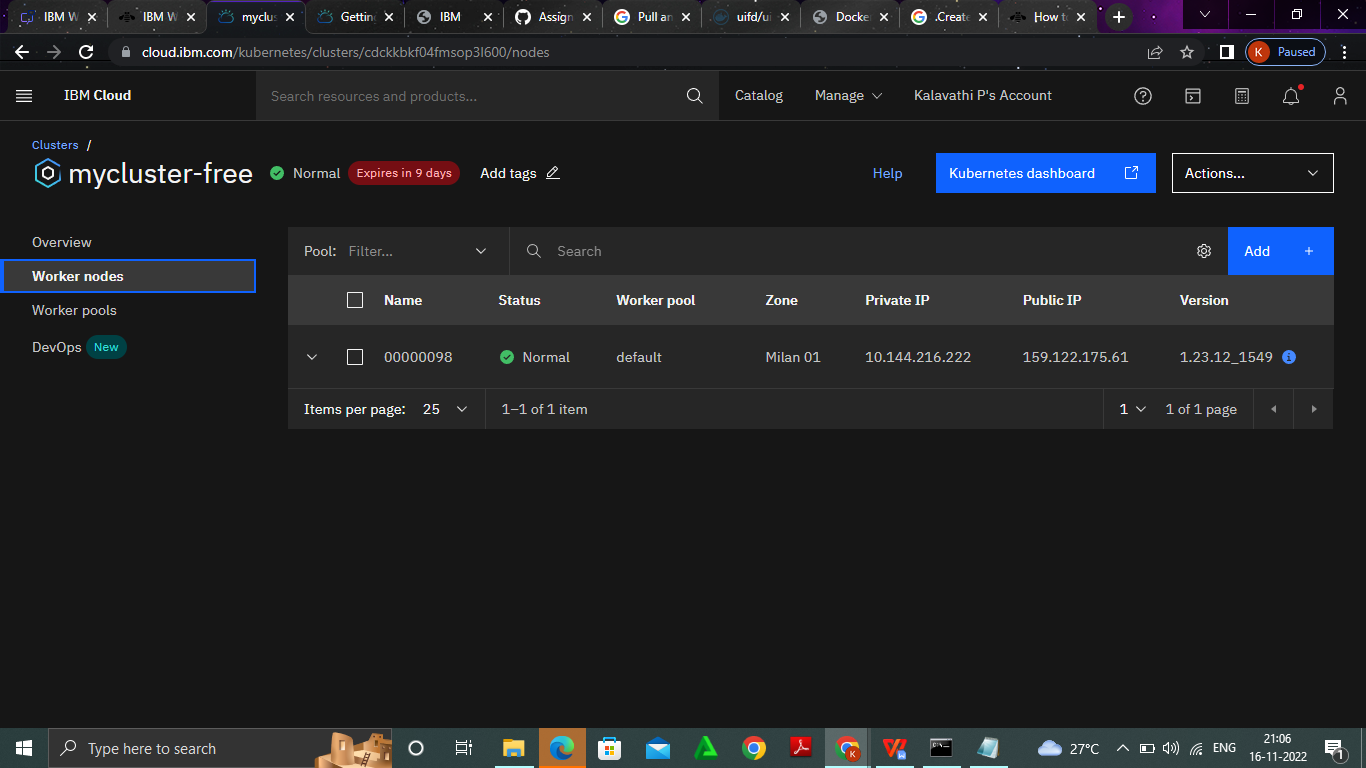 IBM W
IBM W
myclus
Getting
IBM
Assign
Pull an
uifd/ui
Docke
.Create
How to
cloud.ibm.com/kubernetes/clusters/cdckkbkf04fmsop3l600/nodes
K Paused
IBM Cloud
Search resources and products...
Catalog
Manage
Kalavathi P's Account
Clusters /
mycluster-free
Normal
Expires in 9 days
Add tags
Help
Kubernetes dashboard
Actions...
Overview
Worker nodes
Worker pools
DevOps New
Pool: Filter...
Search
Add +
Name Status Worker pool Zone Private IP Public IP Version
00000098 Normal default Milan 01 10.144.216.222 159.122.175.61 1.23.12_1549
Items per page: 25 1–1 of 1 item 1 1 of 1 page
Type here to search
27°C
ENG
21:06
16-11-2022
1